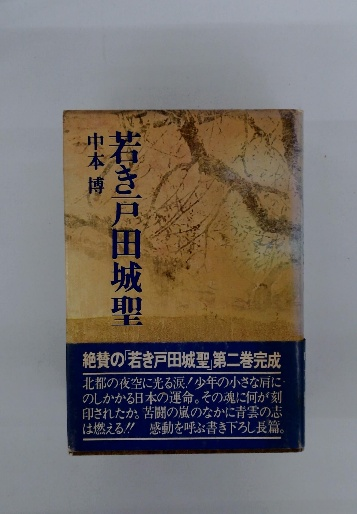 若き戸田城聖
中本 博
絶賛の「若き戸田城聖」第二巻完成
北都の夜空に光る涙!少年の小さな肩に
のしかかる日本の運命。その魂に何が刻
印されたか。苦闘の嵐のなかに青雲の志
は燃える!! 感動を呼ぶ書き下ろし長篇。